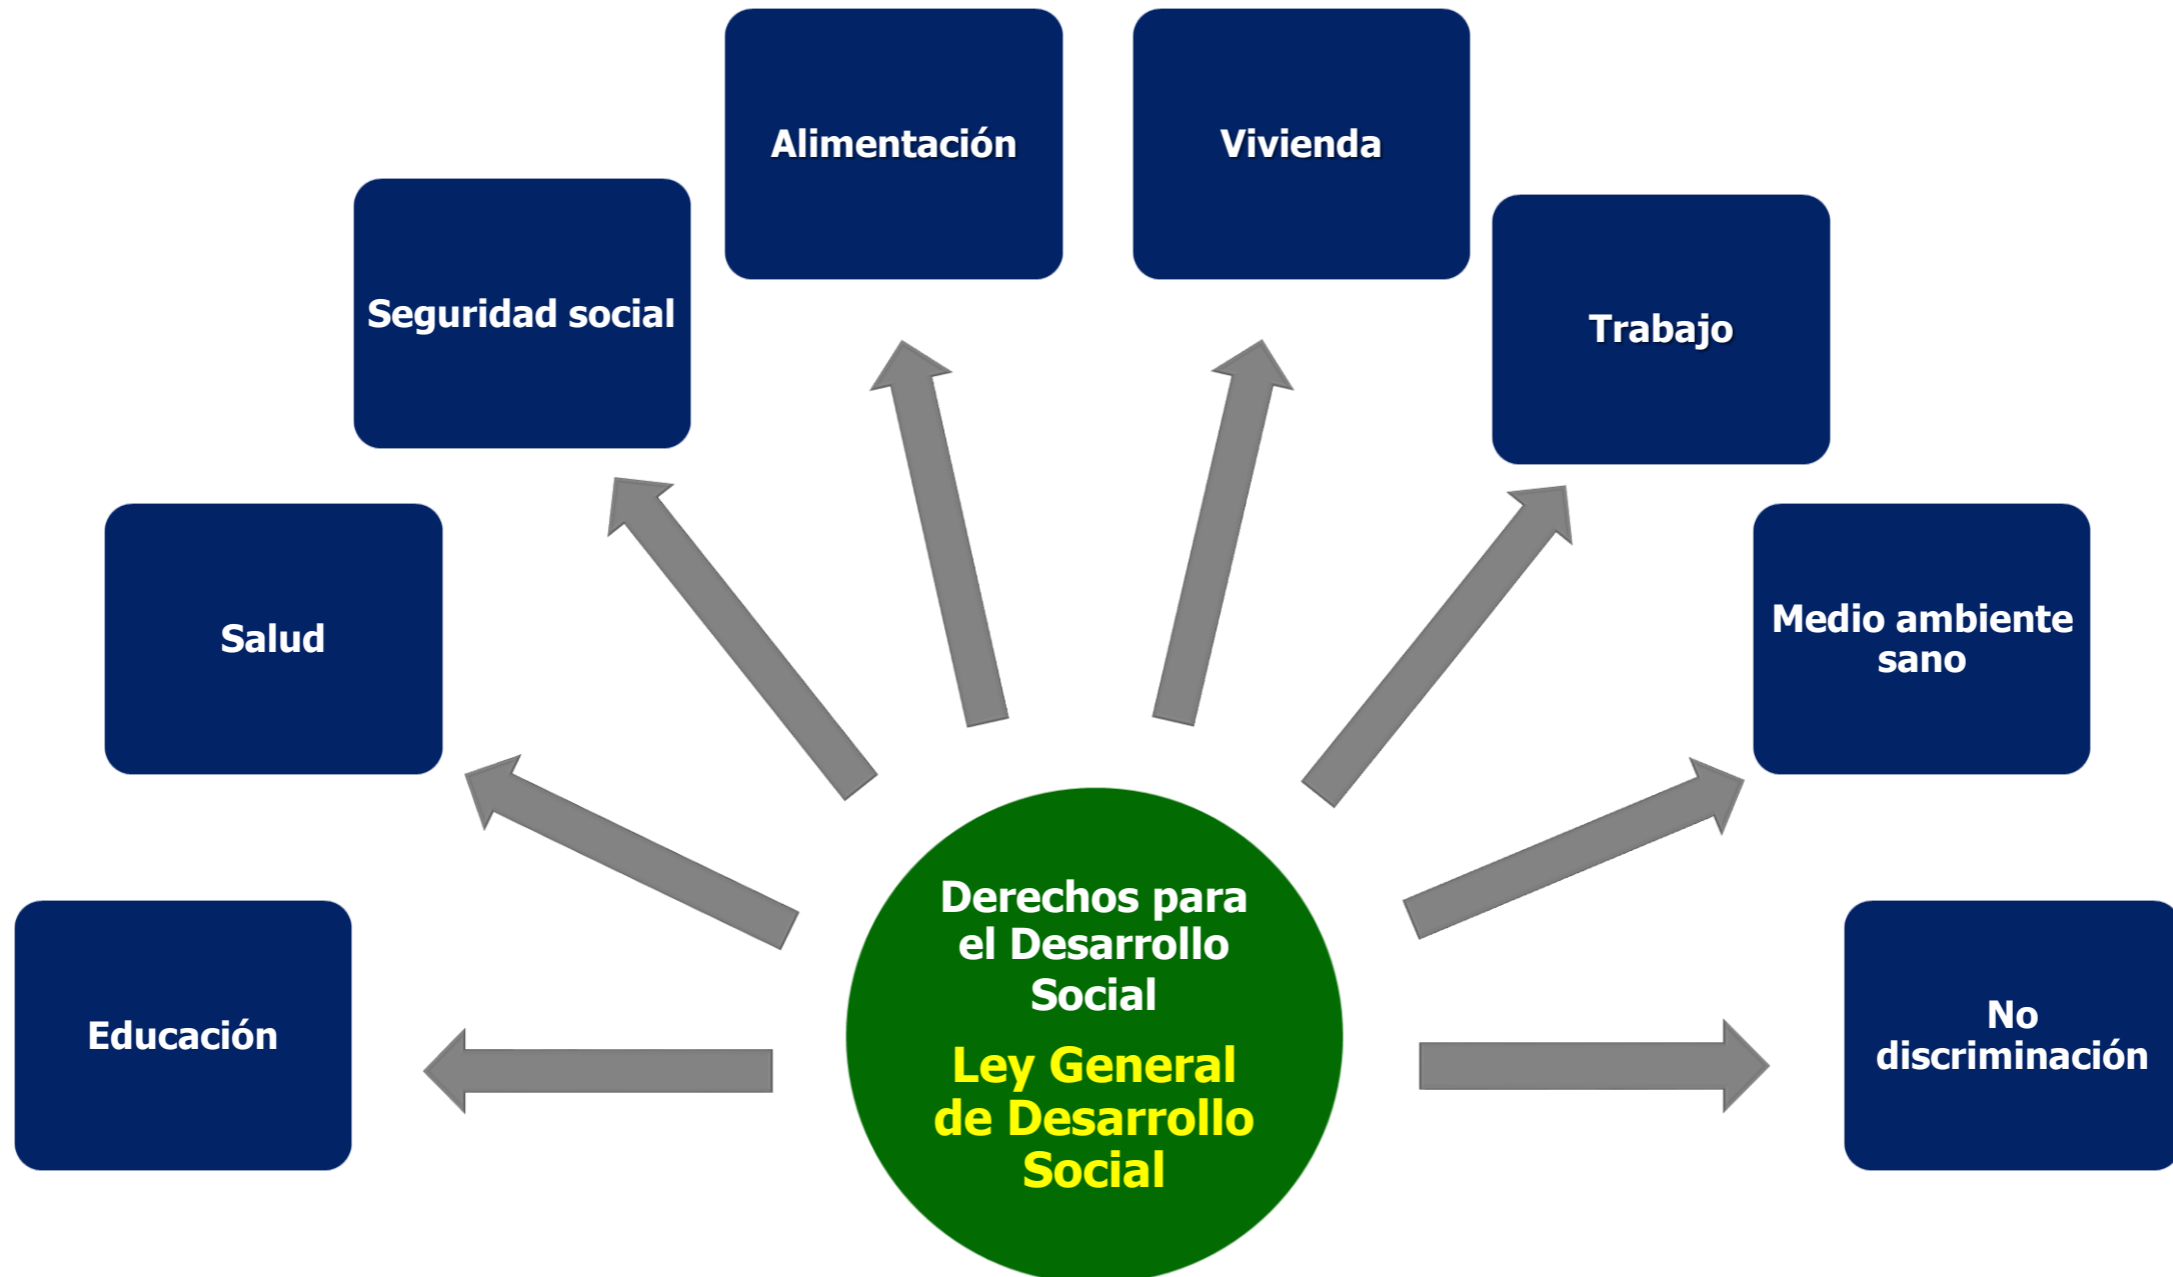 Alimentación
Vivienda
Seguridad social
Trabajo
Salud
Medio ambiente
sano
Educación
Derechos para
el Desarrollo
Social
Ley General
de Desarrollo
Social
No
discriminación